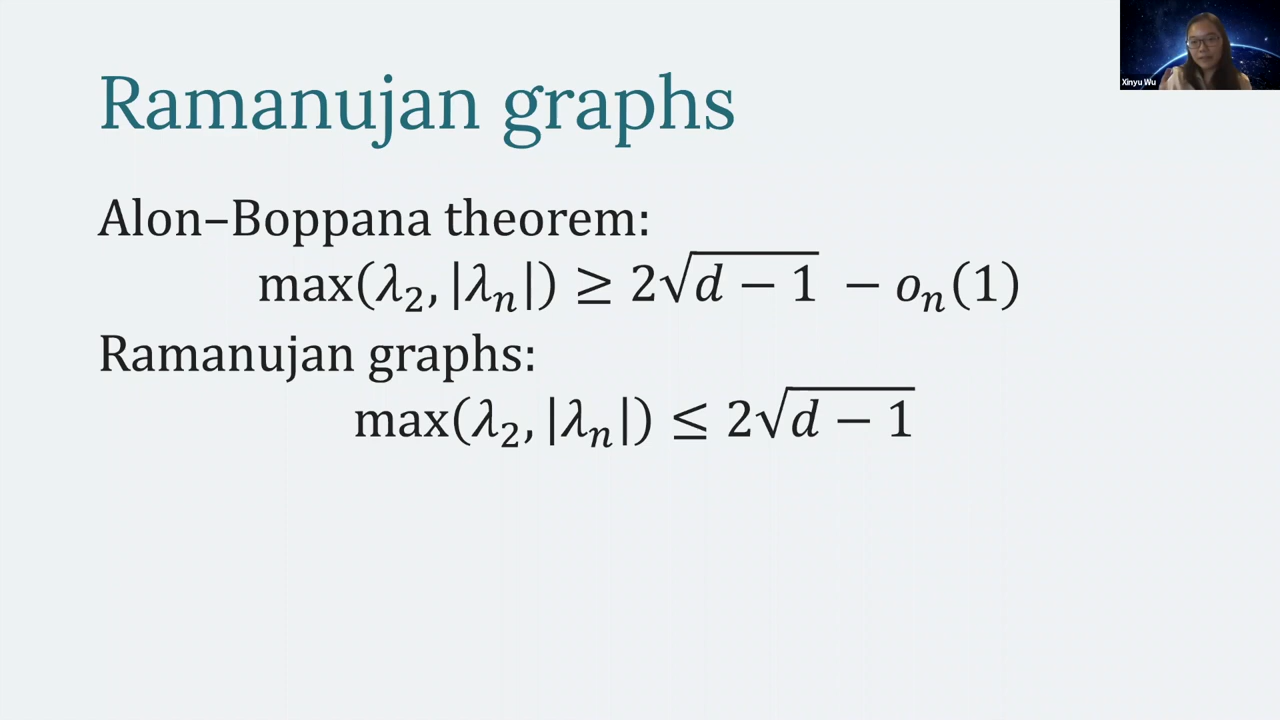 Xinyu Wu
Ramanujan graphs
Alon–Boppana theorem:
max(λ₂, |λₙ|) ≥ 2√(d − 1) − oₙ(1)
Ramanujan graphs:
max(λ₂, |λₙ|) ≤ 2√(d − 1)